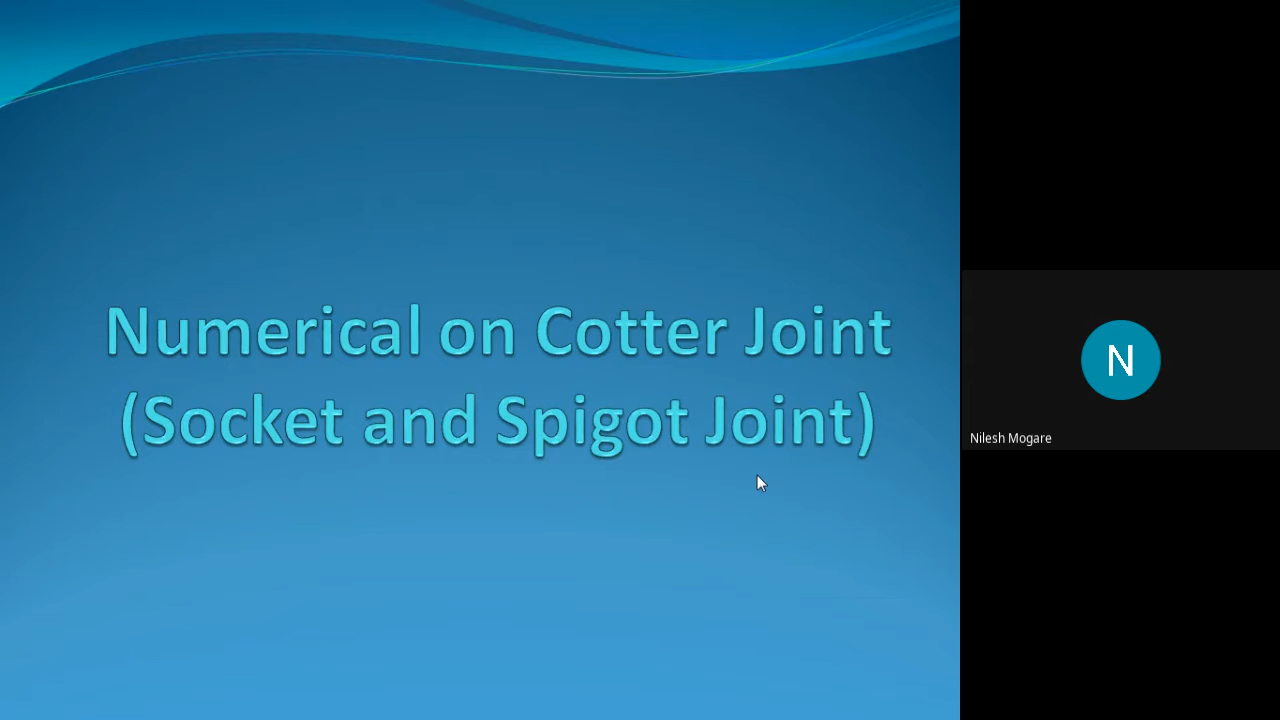 Numerical on Cotter Joint
(Socket and Spigot Joint)
N
Nilesh Mogare